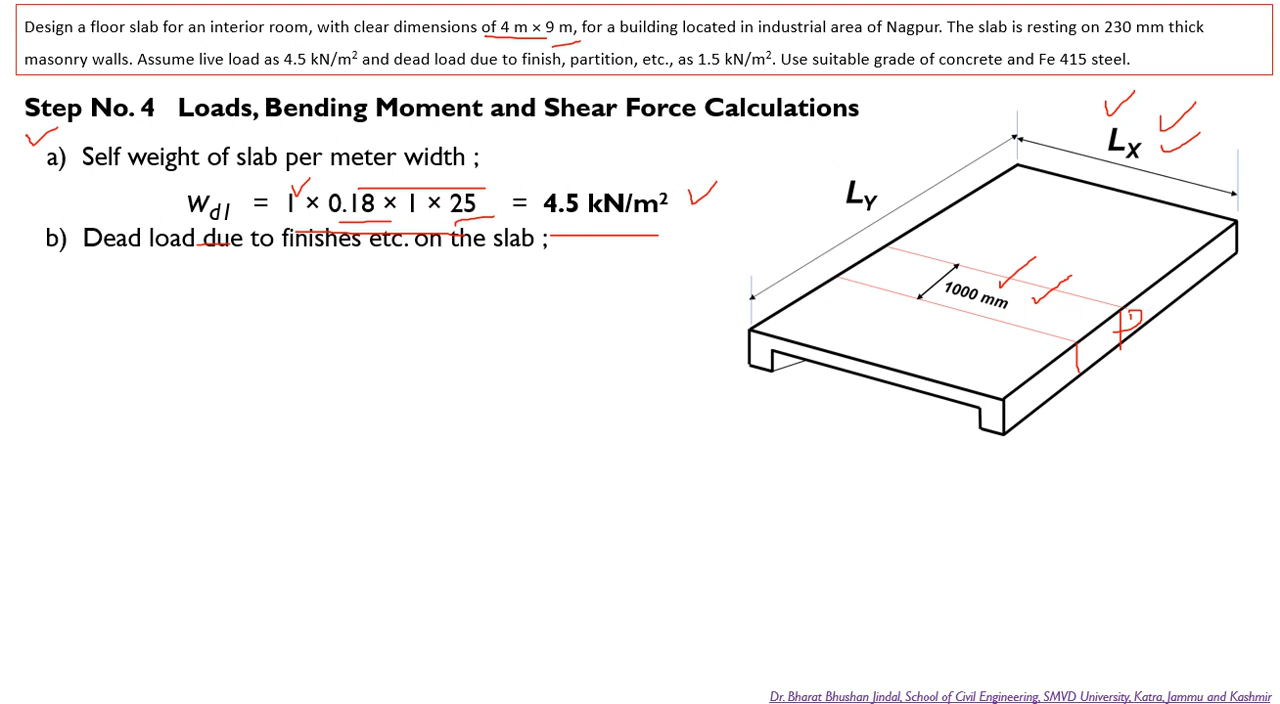 Design a floor slab for an interior room, with clear dimensions of 4 m × 9 m, for a building located in industrial area of Nagpur. The slab is resting on 230 mm thick
masonry walls. Assume live load as 4.5 kN/m² and dead load due to finish, partition, etc., as 1.5 kN/m². Use suitable grade of concrete and Fe 415 steel.
Step No. 4 Loads, Bending Moment and Shear Force Calculations
a) Self weight of slab per meter width ;
w_dl = 1 × 0.18 × 1 × 25 = 4.5 kN/m²
b) Dead load due to finishes etc. on the slab ;
L_X
L_Y
1000 mm
Dr. Bharat Bhushan Jindal, School of Civil Engineering, SMVD University, Katra, Jammu and Kashmir